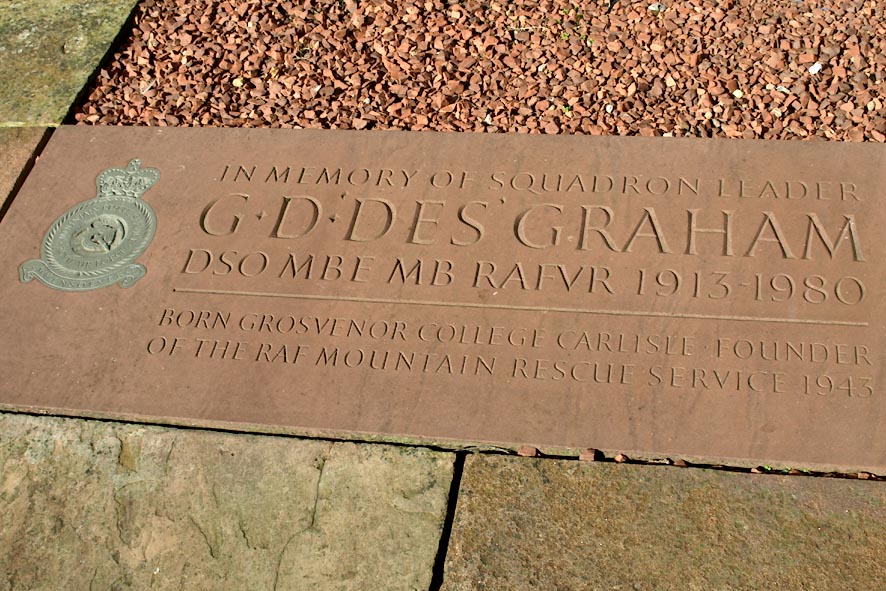 IN MEMORY OF SQUADRON LEADER
G·D·'DES' GRAHAM
DSO MBE MB RAFVR 1913-1980
BORN GROSVENOR COLLEGE CARLISLE · FOUNDER
OF THE RAF MOUNTAIN RESCUE SERVICE 1943